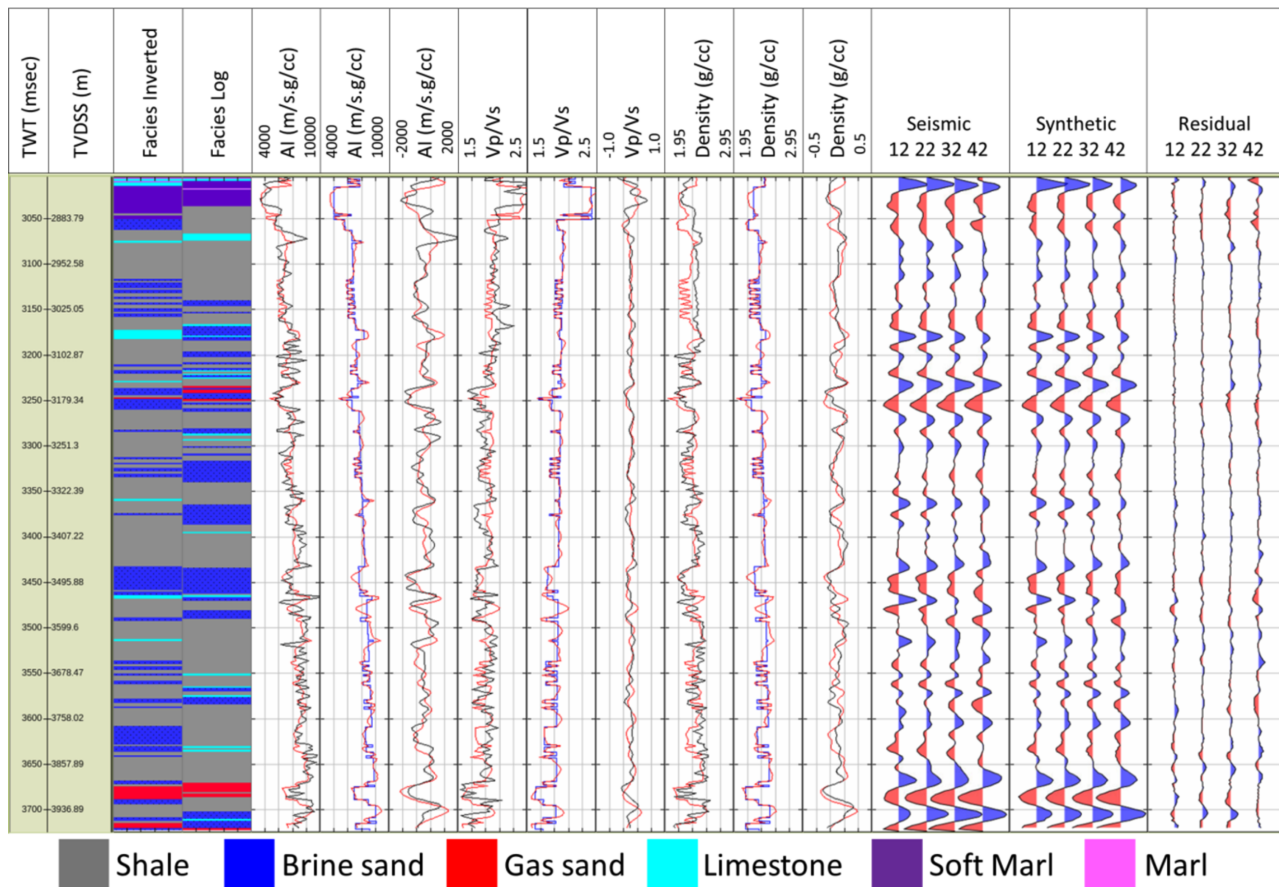 TWT (msec)
TVDSS (m)
Facies Inverted
Facies Log
4000 AI (m/s.g/cc) 10000
4000 AI (m/s.g/cc) 10000
-2000 AI (m/s.g/cc) 2000
1.5 Vp/Vs 2.5
1.5 Vp/Vs 2.5
-1.0 Vp/Vs 1.0
1.95 Density (g/cc) 2.95
1.95 Density (g/cc) 2.95
-0.5 Density (g/cc) 0.5
Seismic
12 22 32 42
Synthetic
12 22 32 42
Residual
12 22 32 42
3050 2883.79
3100 2952.58
3150 3025.05
3200 3102.87
3250 3179.34
3300 3251.3
3350 3322.39
3400 3407.22
3450 3495.88
3500 3599.6
3550 3678.47
3600 3758.02
3650 3857.89
3700 3936.89
Shale
Brine sand
Gas sand
Limestone
Soft Marl
Marl